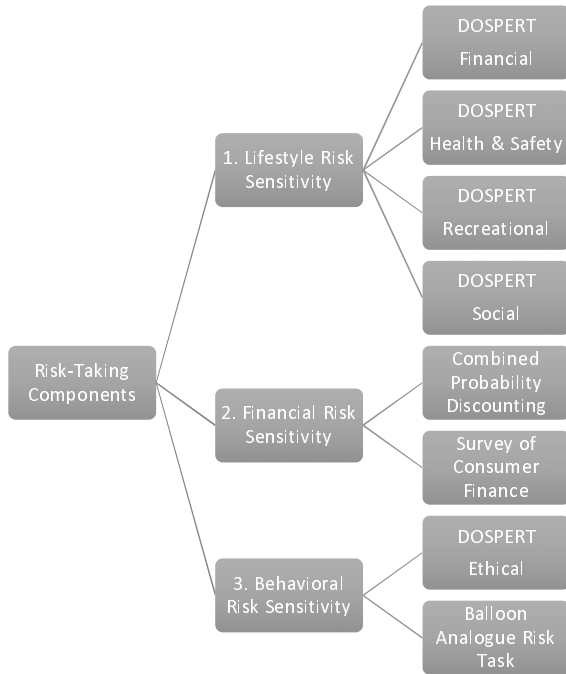 Risk-Taking
Components
1. Lifestyle Risk
Sensitivity
DOSPERT
Financial
DOSPERT
Health & Safety
DOSPERT
Recreational
DOSPERT
Social
2. Financial Risk
Sensitivity
Combined
Probability
Discounting
Survey of
Consumer
Finance
3. Behavioral
Risk Sensitivity
DOSPERT
Ethical
Balloon
Analogue Risk
Task